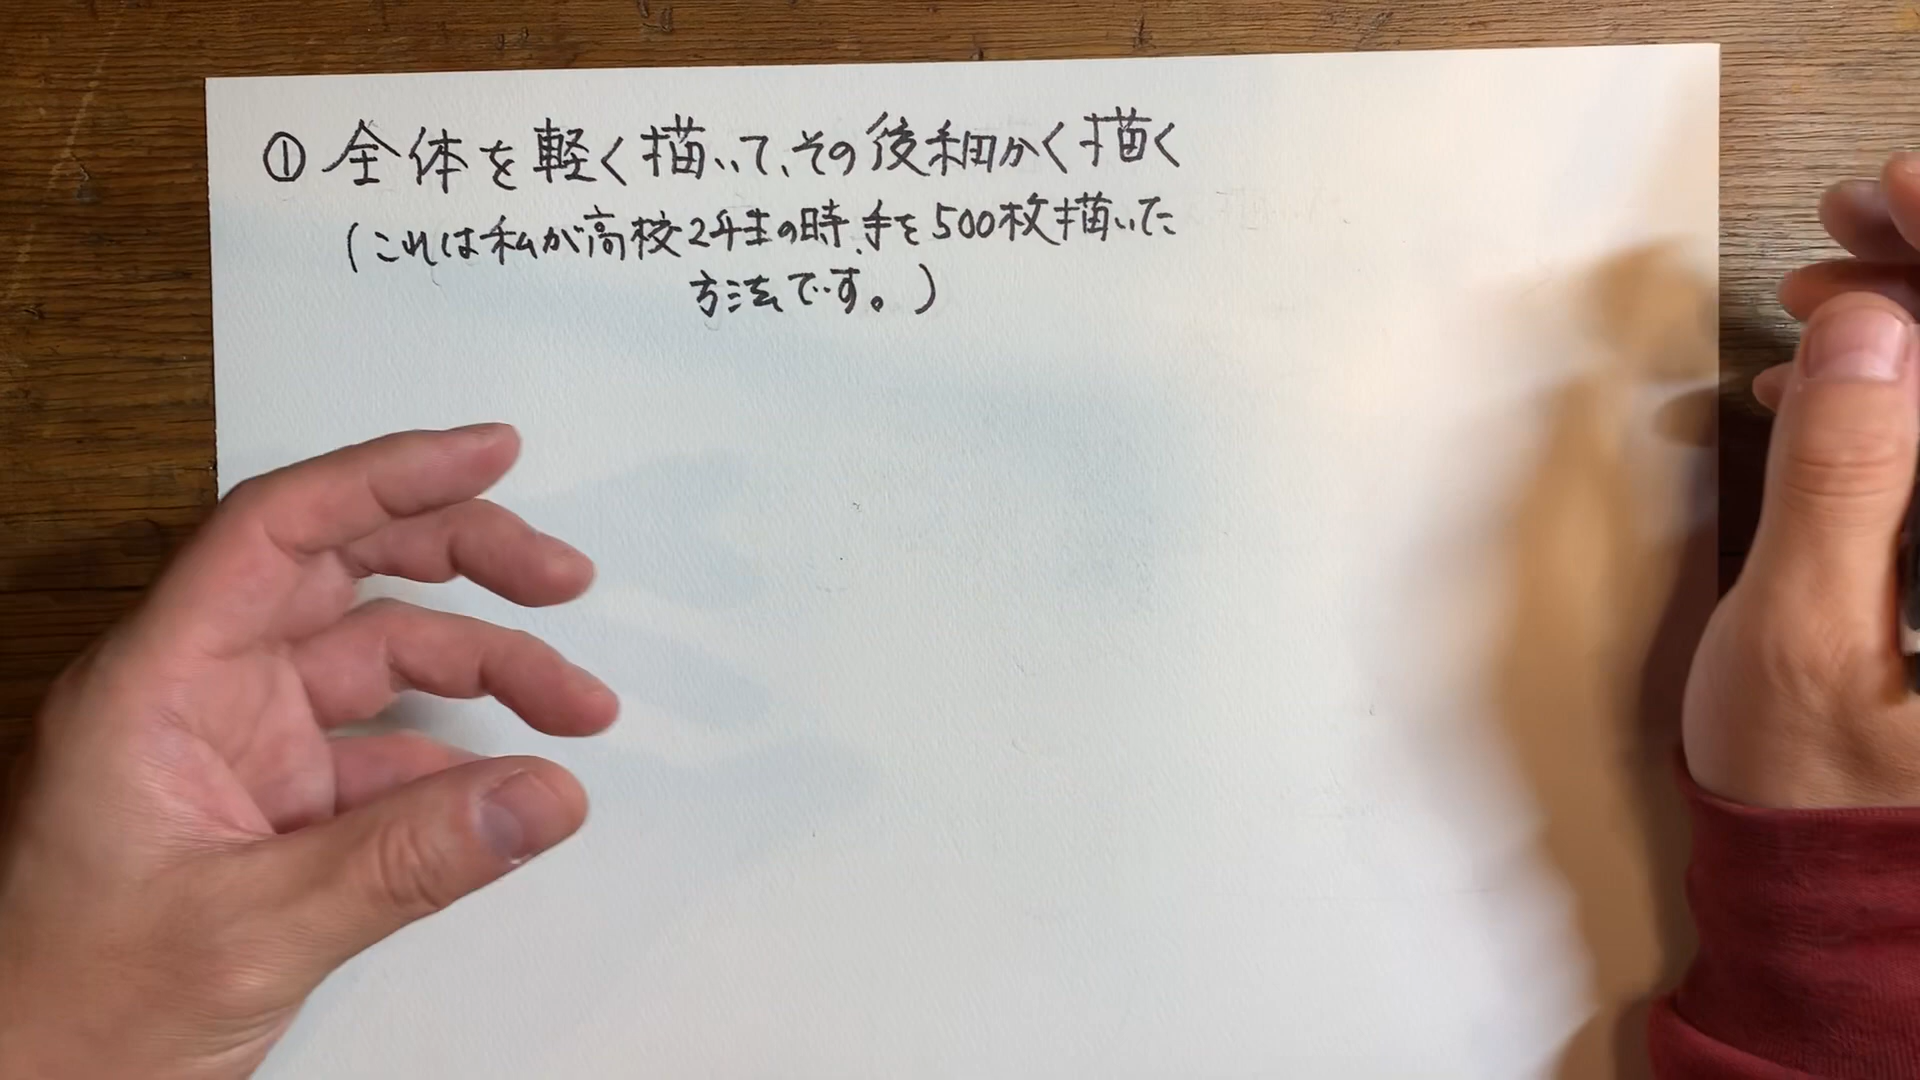 ① 全体を軽く描いて、その後細かく描く
(これは私が高校2年生の時、手を500枚描いた
方法です。)